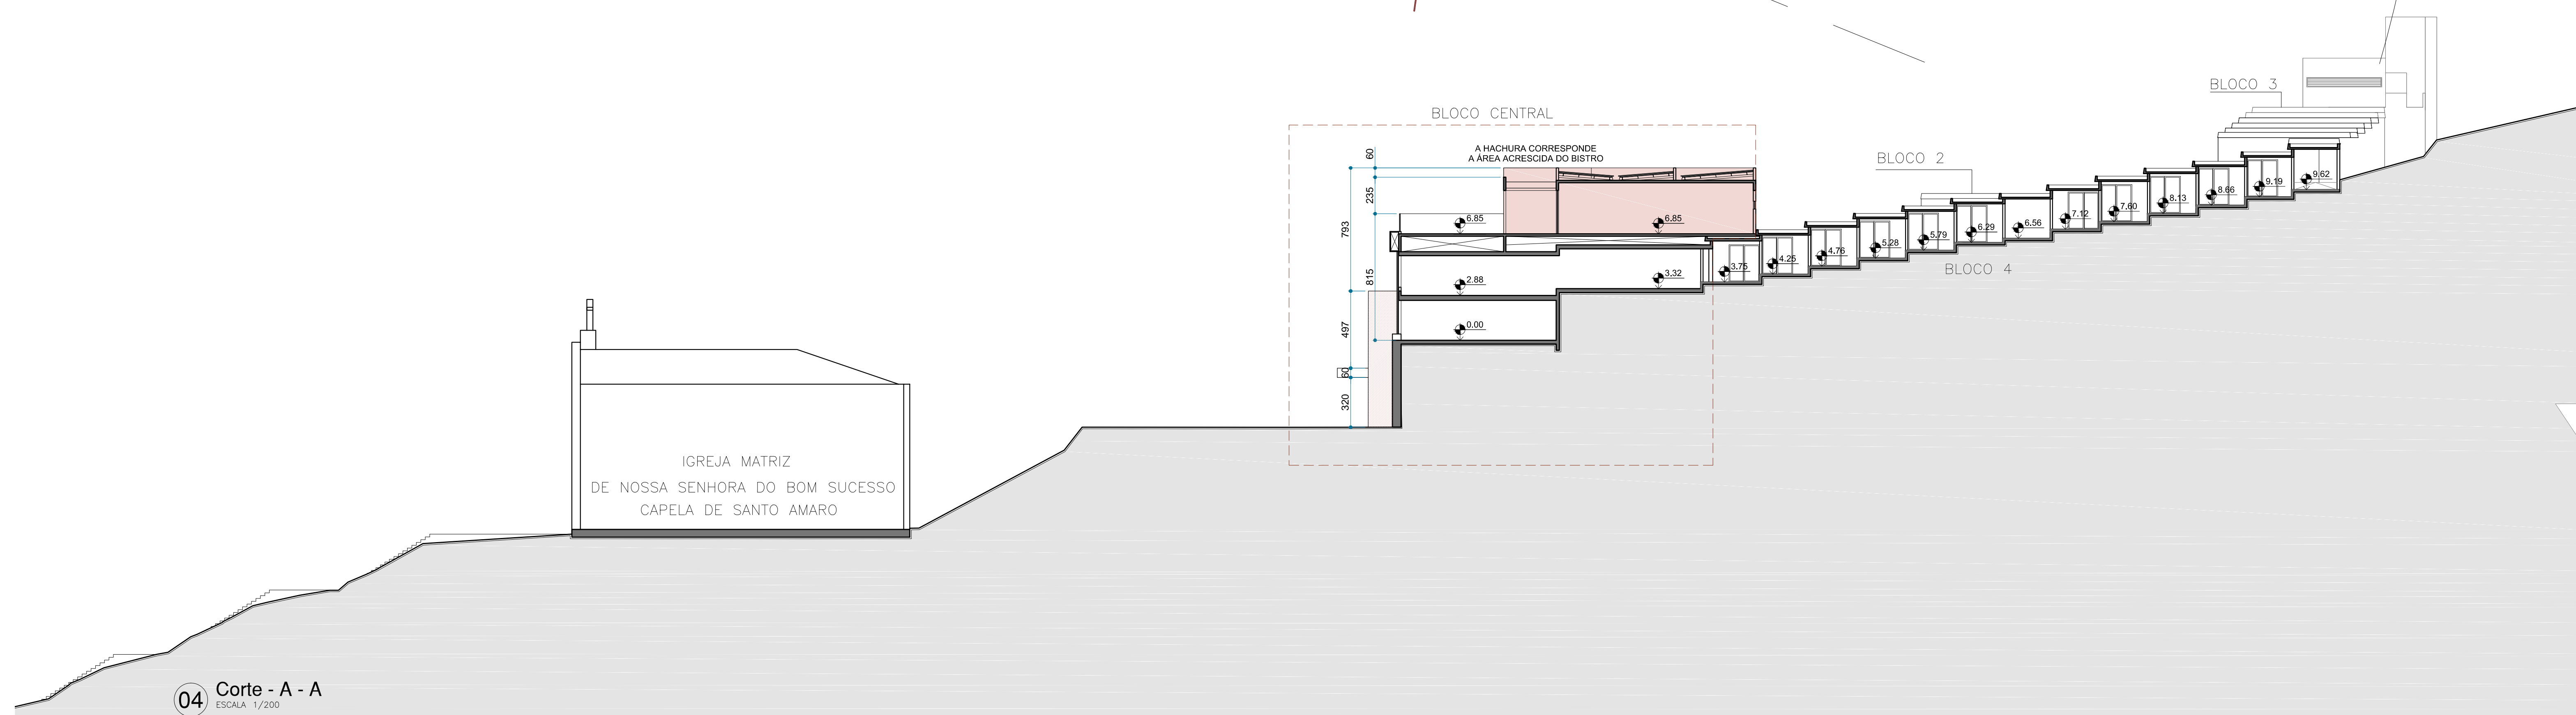 BLOCO CENTRAL
A HACHURA CORRESPONDE
A ÁREA ACRESCIDA DO BISTRO
60
235
793
815
497
60
320
6.85
6.85
2.88
3,32
0.00
3.75
4.25
4.76
5.28
5.79
6.29
6.56
7.12
7,60
8.13
8.66
9.19
9.62
BLOCO 2
BLOCO 3
BLOCO 4
IGREJA MATRIZ
DE NOSSA SENHORA DO BOM SUCESSO
CAPELA DE SANTO AMARO
04
Corte - A - A
ESCALA 1/200